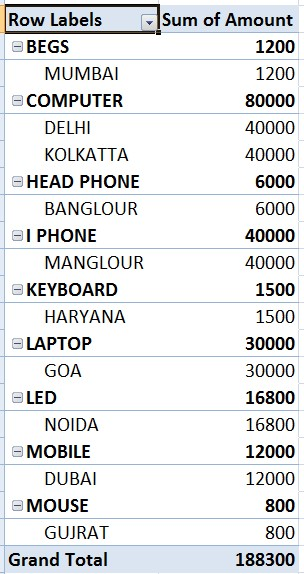 Row Labels Sum of Amount
BEGS 1200
MUMBAI 1200
COMPUTER 80000
DELHI 40000
KOLKATTA 40000
HEAD PHONE 6000
BANGLOUR 6000
I PHONE 40000
MANGLOUR 40000
KEYBOARD 1500
HARYANA 1500
LAPTOP 30000
GOA 30000
LED 16800
NOIDA 16800
MOBILE 12000
DUBAI 12000
MOUSE 800
GUJRAT 800
Grand Total 188300